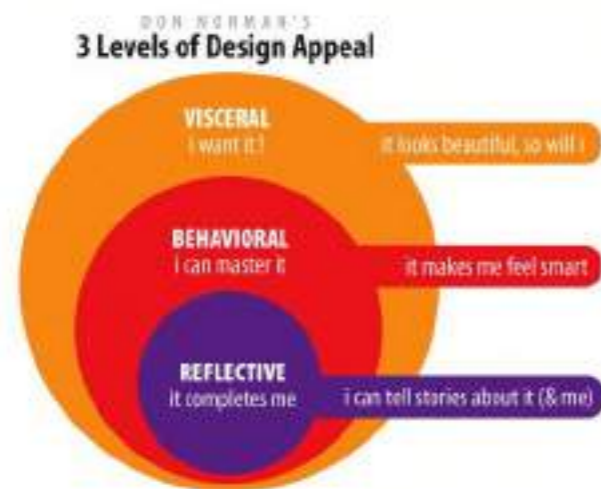 DON NORMAN'S
3 Levels of Design Appeal
VISCERAL
i want it!
it looks beautiful, so will i
BEHAVIORAL
i can master it
it makes me feel smart
REFLECTIVE
it completes me
i can tell stories about it (& me)